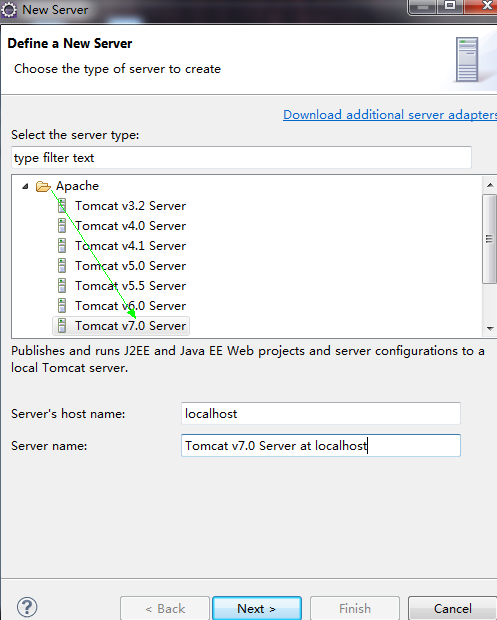 New Server
Define a New Server
Choose the type of server to create
Download additional server adapters
Select the server type:
type filter text
Apache
Tomcat v3.2 Server
Tomcat v4.0 Server
Tomcat v4.1 Server
Tomcat v5.0 Server
Tomcat v5.5 Server
Tomcat v6.0 Server
Tomcat v7.0 Server
Publishes and runs J2EE and Java EE Web projects and server configurations to a
local Tomcat server.
Server's host name: localhost
Server name: Tomcat v7.0 Server at localhost
? < Back Next > Finish Cancel